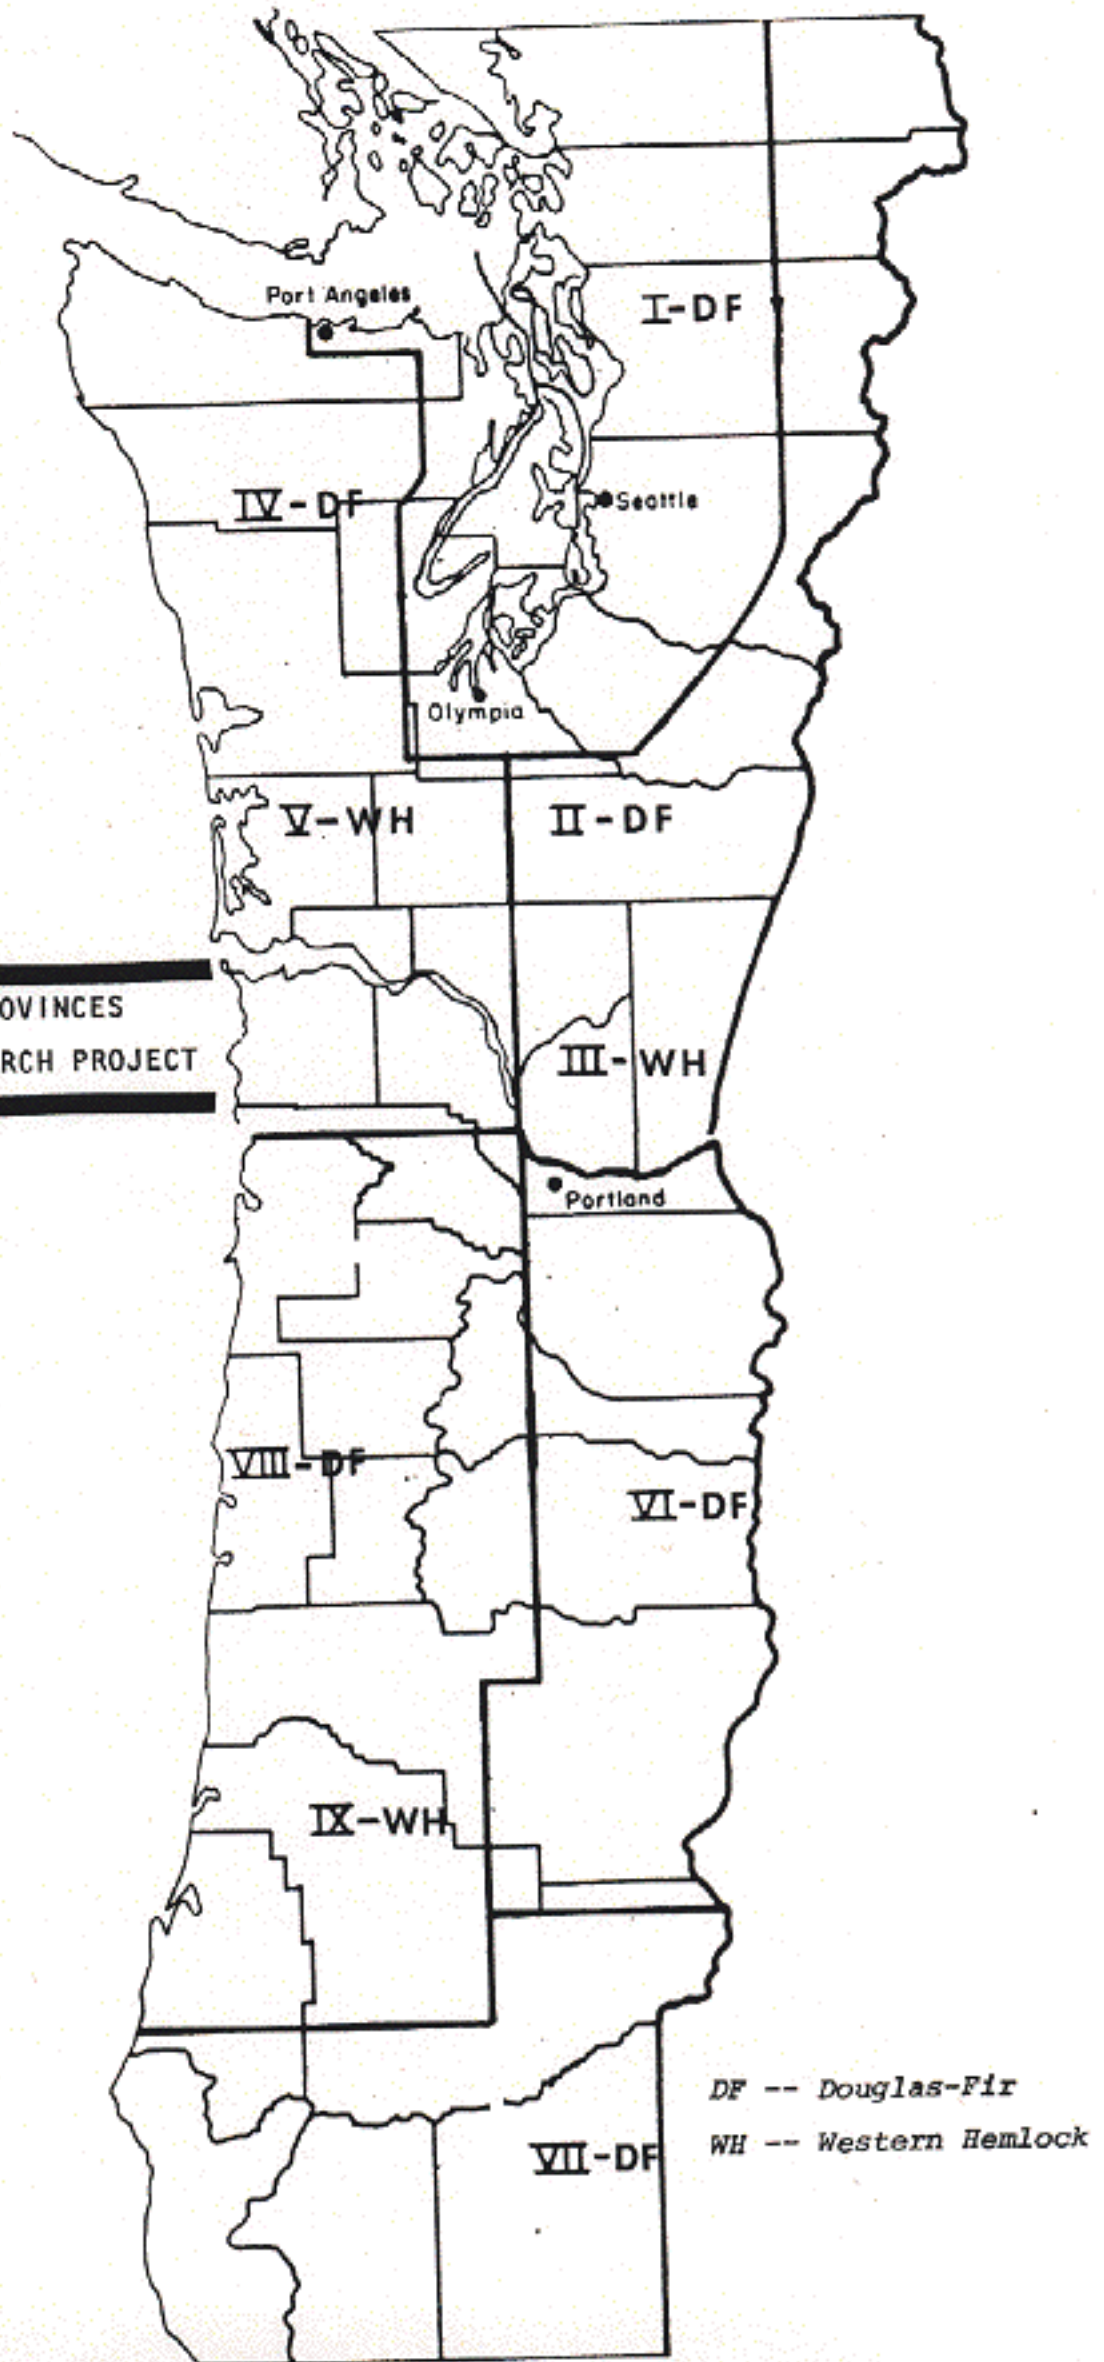 I-DF
Port Angeles
IV-DF
Seattle
Olympia
V-WH
II-DF
OVINCES
RCH PROJECT
III-WH
Portland
VIII-DF
VI-DF
IX-WH
DF -- Douglas-Fir
WH -- Western Hemlock
VII-DF